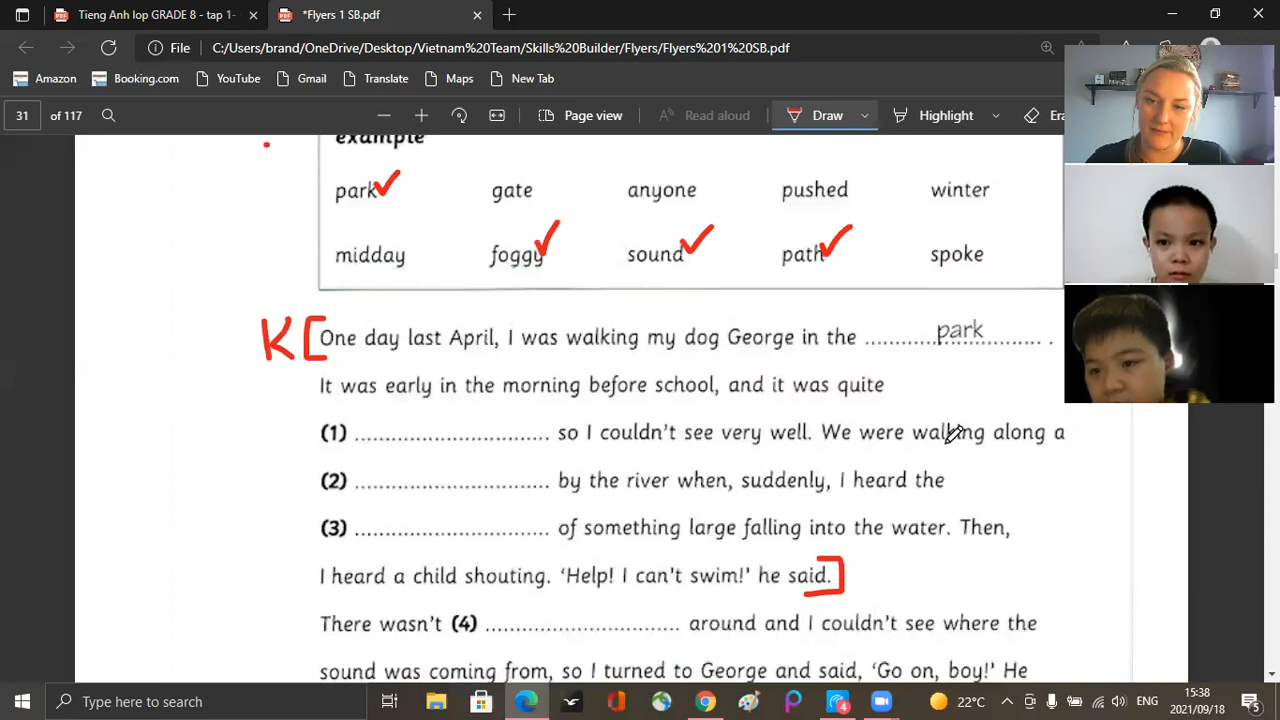 Tieng Anh lop GRADE 8 - tap 1-
*Flyers 1 SB.pdf
File
C:/Users/brand/OneDrive/Desktop/Vietnam%20Team/Skills%20Builder/Flyers/Flyers%201%20SB.pdf
Amazon
Booking.com
YouTube
Gmail
Translate
Maps
New Tab
31 of 117
Page view
Read aloud
Draw
Highlight
Era
example
park gate anyone pushed winter
midday foggy sound path spoke
K [One day last April, I was walking my dog George in the park.
It was early in the morning before school, and it was quite
(1) .............................. so I couldn't see very well. We were walking along a
(2) .............................. by the river when, suddenly, I heard the
(3) .............................. of something large falling into the water. Then,
I heard a child shouting. 'Help! I can't swim!' he said.]
There wasn't (4) .............................. around and I couldn't see where the
sound was coming from, so I turned to George and said, 'Go on, boy!' He
Type here to search
4
22°C
ENG
15:38
2021/09/18
5